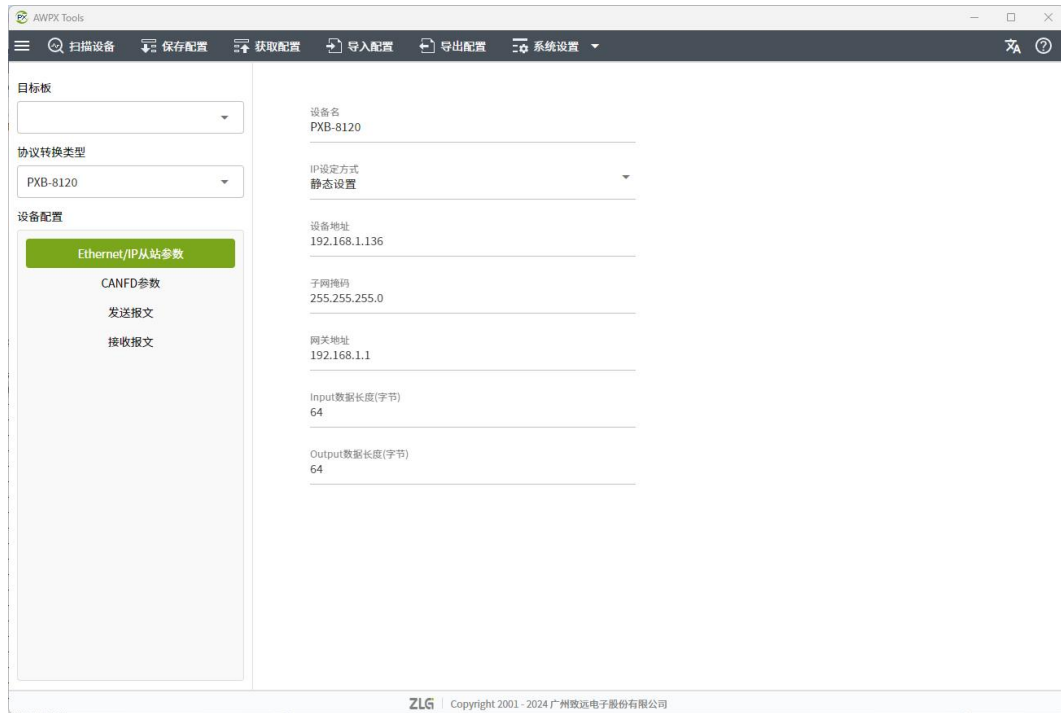 AWPX Tools
扫描设备 保存配置 获取配置 导入配置 导出配置 系统设置
目标板
协议转换类型
PXB-8120
设备配置
Ethernet/IP从站参数
CANFD参数
发送报文
接收报文
设备名
PXB-8120
IP设定方式
静态设置
设备地址
192.168.1.136
子网掩码
255.255.255.0
网关地址
192.168.1.1
Input数据长度(字节)
64
Output数据长度(字节)
64
ZLG Copyright 2001 - 2024 广州致远电子股份有限公司